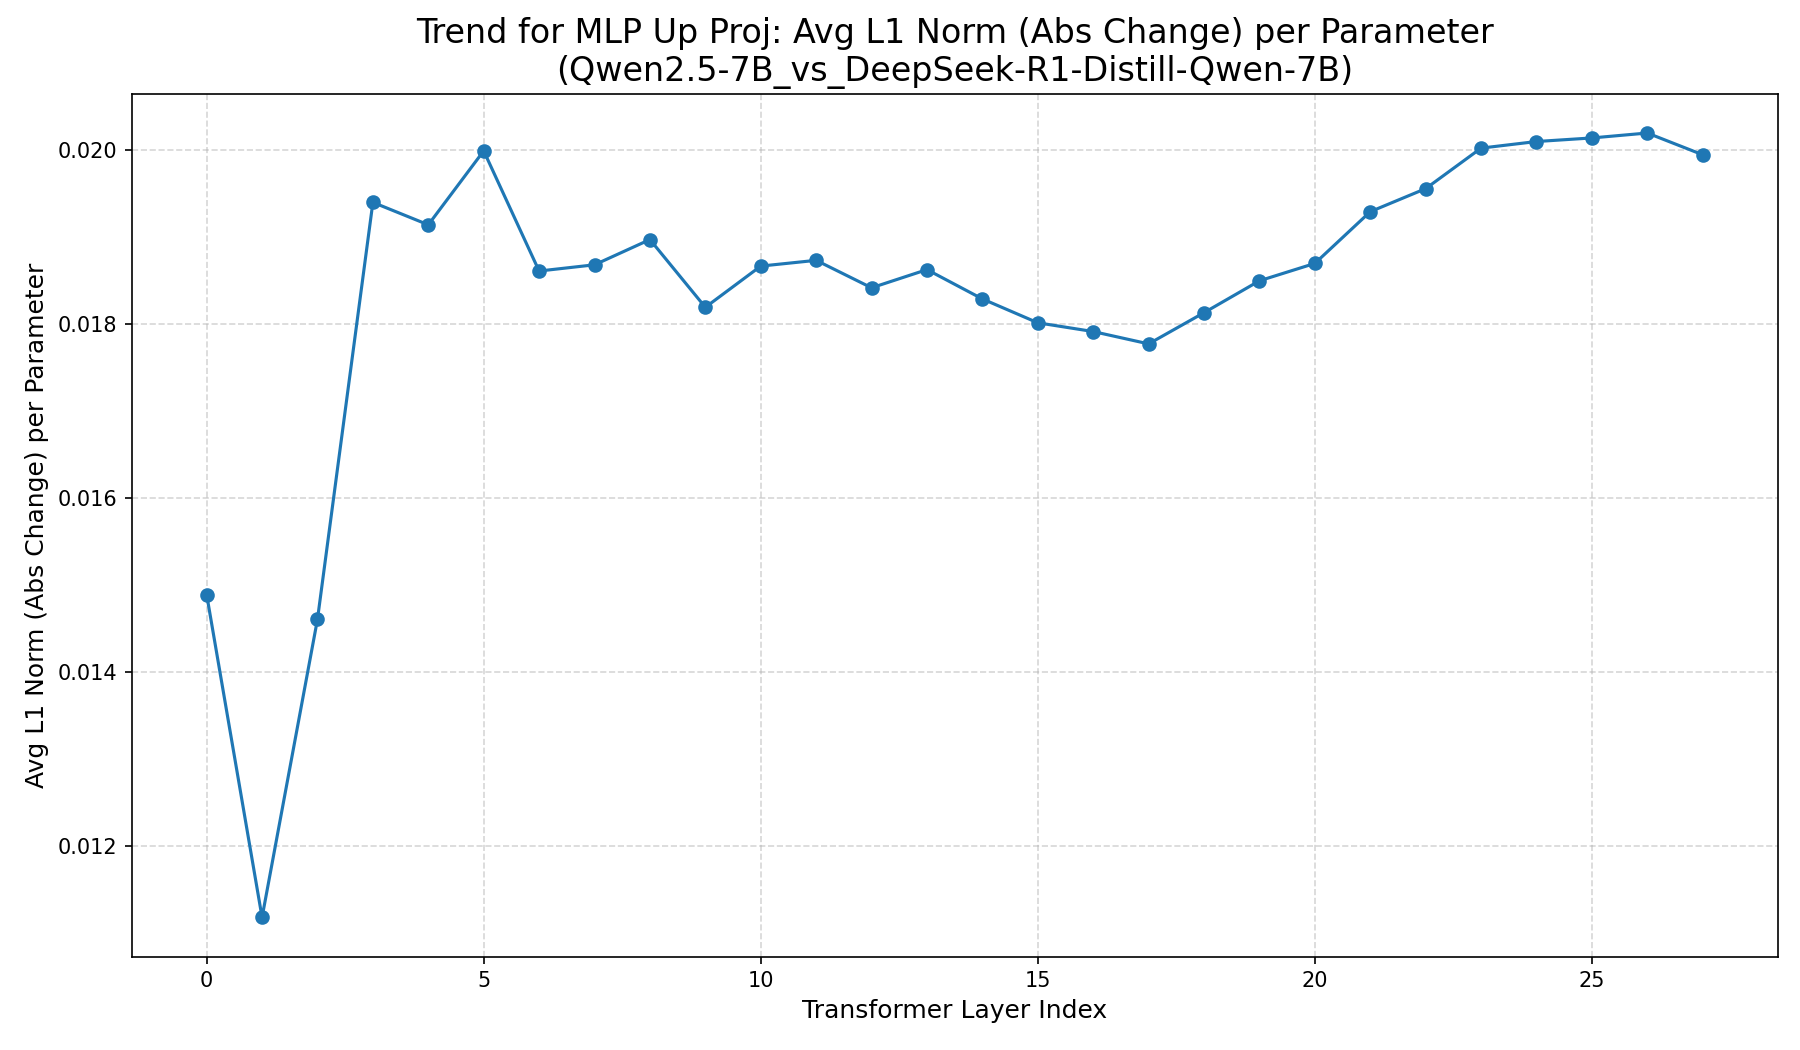 Trend for MLP Up Proj: Avg L1 Norm (Abs Change) per Parameter
(Qwen2.5-7B_vs_DeepSeek-R1-Distill-Qwen-7B)
Avg L1 Norm (Abs Change) per Parameter
0.020
0.018
0.016
0.014
0.012
0 5 10 15 20 25
Transformer Layer Index